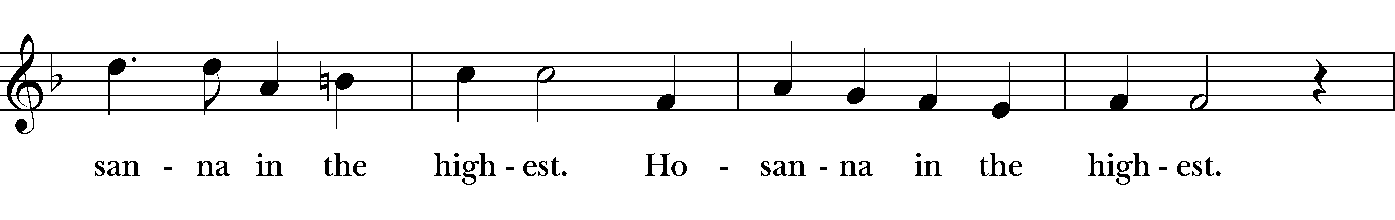 san - na in the high - est. Ho - san - na in the high - est.